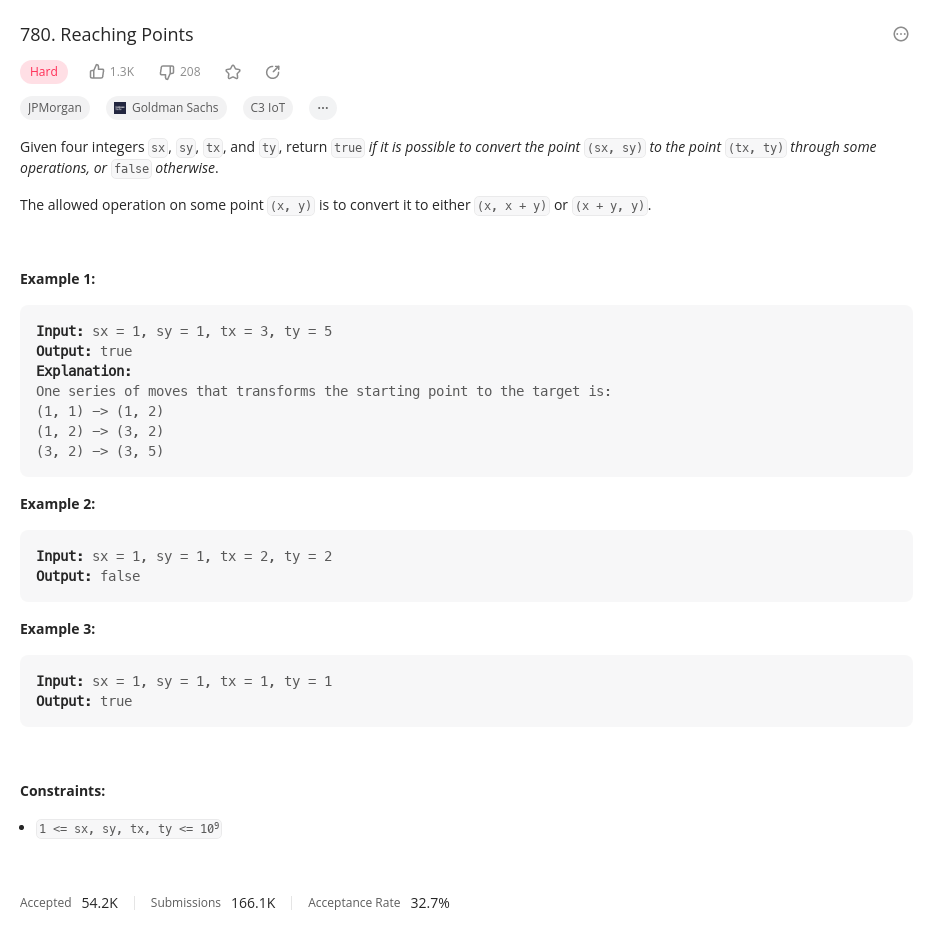 780. Reaching Points
Hard 1.3K 208
JPMorgan Goldman Sachs C3 IoT ···
Given four integers sx, sy, tx, and ty, return true if it is possible to convert the point (sx, sy) to the point (tx, ty) through some
operations, or false otherwise.
The allowed operation on some point (x, y) is to convert it to either (x, x + y) or (x + y, y).
Example 1:
Input: sx = 1, sy = 1, tx = 3, ty = 5
Output: true
Explanation:
One series of moves that transforms the starting point to the target is:
(1, 1) -> (1, 2)
(1, 2) -> (3, 2)
(3, 2) -> (3, 5)
Example 2:
Input: sx = 1, sy = 1, tx = 2, ty = 2
Output: false
Example 3:
Input: sx = 1, sy = 1, tx = 1, ty = 1
Output: true
Constraints:
• 1 <= sx, sy, tx, ty <= 10⁹
Accepted 54.2K Submissions 166.1K Acceptance Rate 32.7%